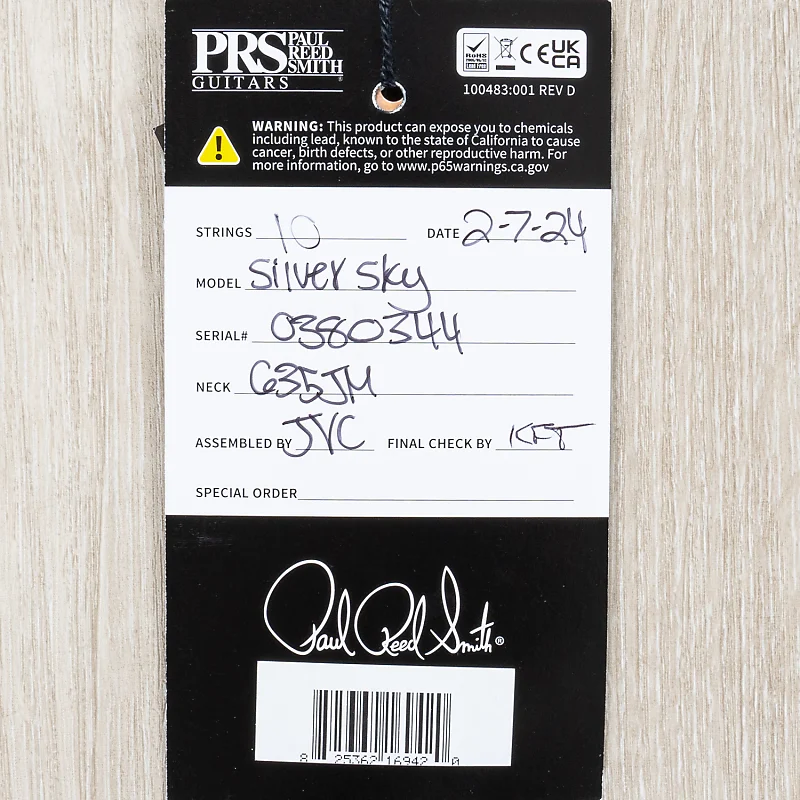 PRS PAUL REED SMITH
GUITARS
RoHS
CE UK CA
100483:001 REV D
WARNING: This product can expose you to chemicals
including lead, known to the state of California to cause
cancer, birth defects, or other reproductive harm. For
more information, go to www.p65warnings.ca.gov
STRINGS 10 DATE 2-7-24
MODEL Silver Sky
SERIAL# 0380344
NECK 635JM
ASSEMBLED BY JVC FINAL CHECK BY KFT
SPECIAL ORDER
Paul Reed Smith®
8 25362 16942 0